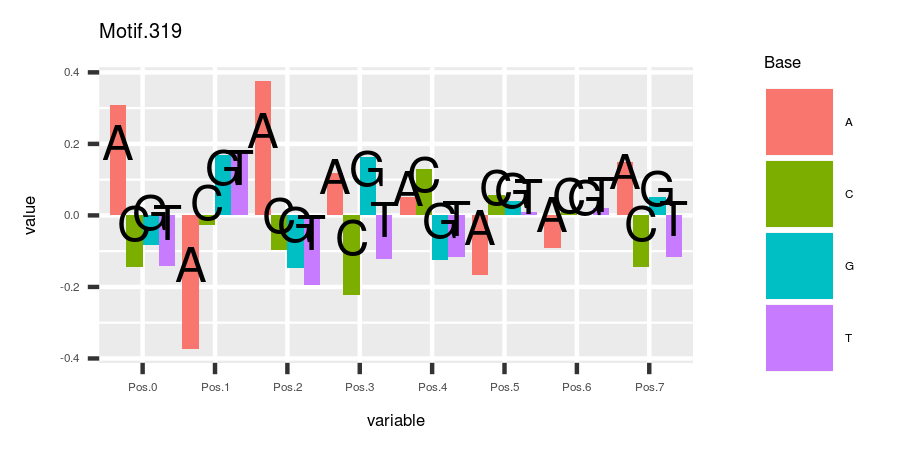 Motif.319
Base
A
C
G
T
value
0.4
0.2
0.0
-0.2
-0.4
A C G T A C G T A C G T A C G T A C G T A C G T A C G T A C G T
Pos.0 Pos.1 Pos.2 Pos.3 Pos.4 Pos.5 Pos.6 Pos.7
variable